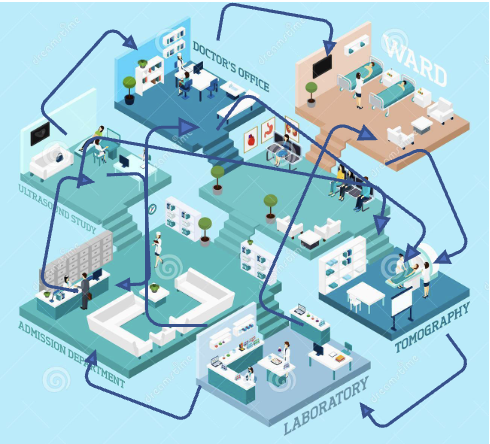 DOCTOR'S OFFICE
WARD
ULTRASOUND STUDY
ADMISSION DEPARTMENT
TOMOGRAPHY
LABORATORY